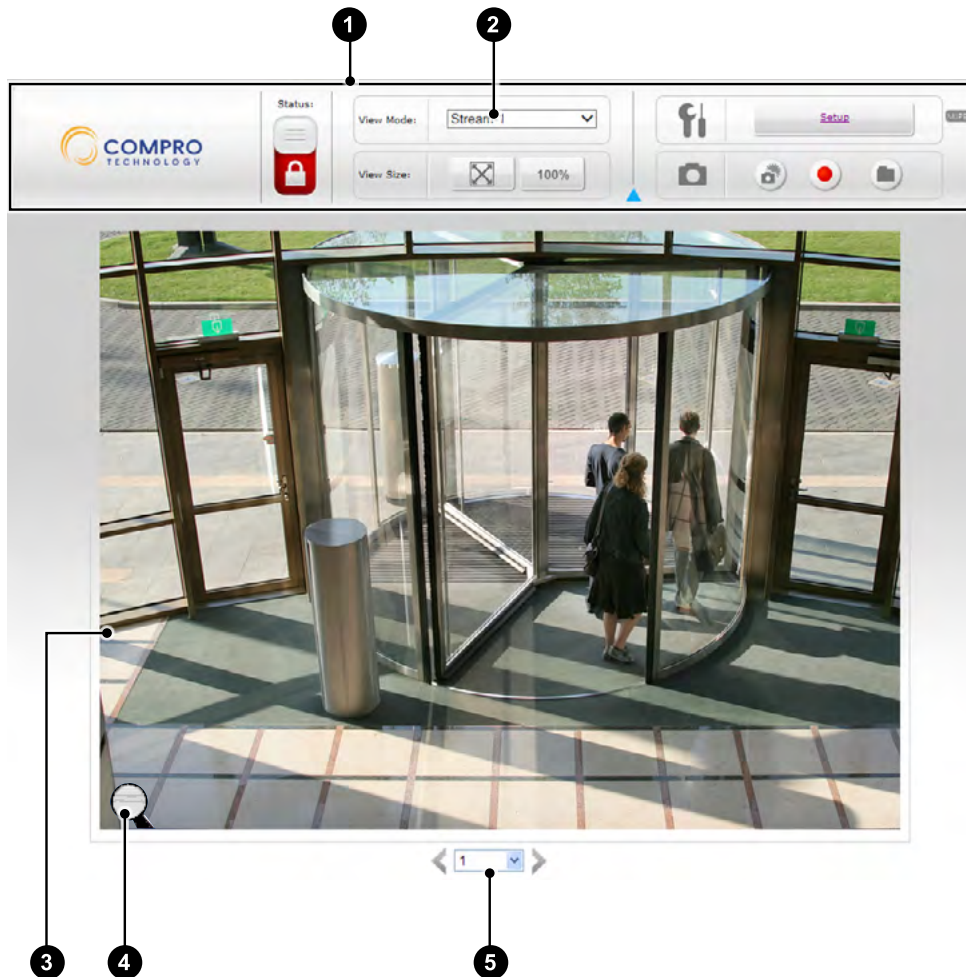 1
2
Status:
COMPRO
TECHNOLOGY
View Mode:
Setup
View Size:
100%
1
3
4
5